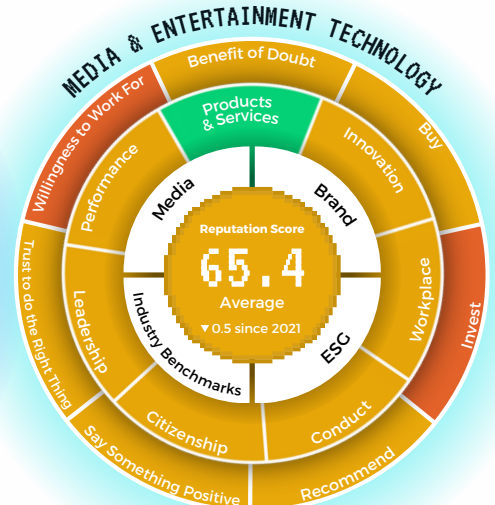 MEDIA & ENTERTAINMENT TECHNOLOGY
Benefit of Doubt
Buy
Invest
Recommend
Say Something Positive
Trust to do the Right Thing
Willingness to Work For
Products
& Services
Innovation
Workplace
Conduct
Citizenship
Leadership
Performance
Media
Brand
ESG
Industry Benchmarks
Reputation Score
65.4
Average
▼0.5 since 2021